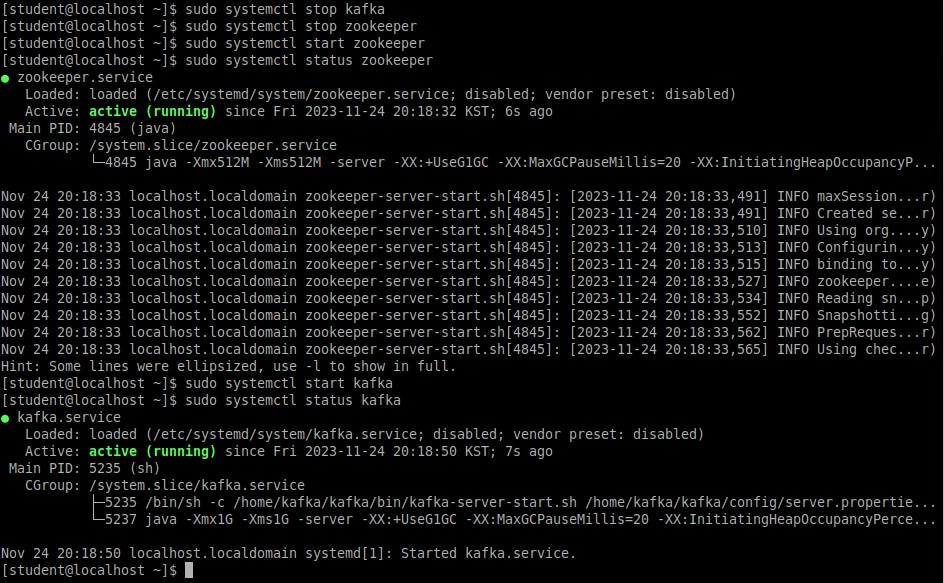 [student@localhost ~]$ sudo systemctl stop kafka
[student@localhost ~]$ sudo systemctl stop zookeeper
[student@localhost ~]$ sudo systemctl start zookeeper
[student@localhost ~]$ sudo systemctl status zookeeper
● zookeeper.service
   Loaded: loaded (/etc/systemd/system/zookeeper.service; disabled; vendor preset: disabled)
   Active: active (running) since Fri 2023-11-24 20:18:32 KST; 6s ago
 Main PID: 4845 (java)
   CGroup: /system.slice/zookeeper.service
           └─4845 java -Xmx512M -Xms512M -server -XX:+UseG1GC -XX:MaxGCPauseMillis=20 -XX:InitiatingHeapOccupancyP...

Nov 24 20:18:33 localhost.localdomain zookeeper-server-start.sh[4845]: [2023-11-24 20:18:33,491] INFO maxSession...r)
Nov 24 20:18:33 localhost.localdomain zookeeper-server-start.sh[4845]: [2023-11-24 20:18:33,491] INFO Created se...r)
Nov 24 20:18:33 localhost.localdomain zookeeper-server-start.sh[4845]: [2023-11-24 20:18:33,510] INFO Using org....y)
Nov 24 20:18:33 localhost.localdomain zookeeper-server-start.sh[4845]: [2023-11-24 20:18:33,513] INFO Configurin...y)
Nov 24 20:18:33 localhost.localdomain zookeeper-server-start.sh[4845]: [2023-11-24 20:18:33,515] INFO binding to...y)
Nov 24 20:18:33 localhost.localdomain zookeeper-server-start.sh[4845]: [2023-11-24 20:18:33,527] INFO zookeeper....e)
Nov 24 20:18:33 localhost.localdomain zookeeper-server-start.sh[4845]: [2023-11-24 20:18:33,534] INFO Reading sn...p)
Nov 24 20:18:33 localhost.localdomain zookeeper-server-start.sh[4845]: [2023-11-24 20:18:33,552] INFO Snapshotti...g)
Nov 24 20:18:33 localhost.localdomain zookeeper-server-start.sh[4845]: [2023-11-24 20:18:33,562] INFO PrepReques...r)
Nov 24 20:18:33 localhost.localdomain zookeeper-server-start.sh[4845]: [2023-11-24 20:18:33,565] INFO Using chec...r)
Hint: Some lines were ellipsized, use -l to show in full.
[student@localhost ~]$ sudo systemctl start kafka
[student@localhost ~]$ sudo systemctl status kafka
● kafka.service
   Loaded: loaded (/etc/systemd/system/kafka.service; disabled; vendor preset: disabled)
   Active: active (running) since Fri 2023-11-24 20:18:50 KST; 7s ago
 Main PID: 5235 (sh)
   CGroup: /system.slice/kafka.service
           ├─5235 /bin/sh -c /home/kafka/kafka/bin/kafka-server-start.sh /home/kafka/kafka/config/server.propertie...
           └─5237 java -Xmx1G -Xms1G -server -XX:+UseG1GC -XX:MaxGCPauseMillis=20 -XX:InitiatingHeapOccupancyPerce...

Nov 24 20:18:50 localhost.localdomain systemd[1]: Started kafka.service.
[student@localhost ~]$